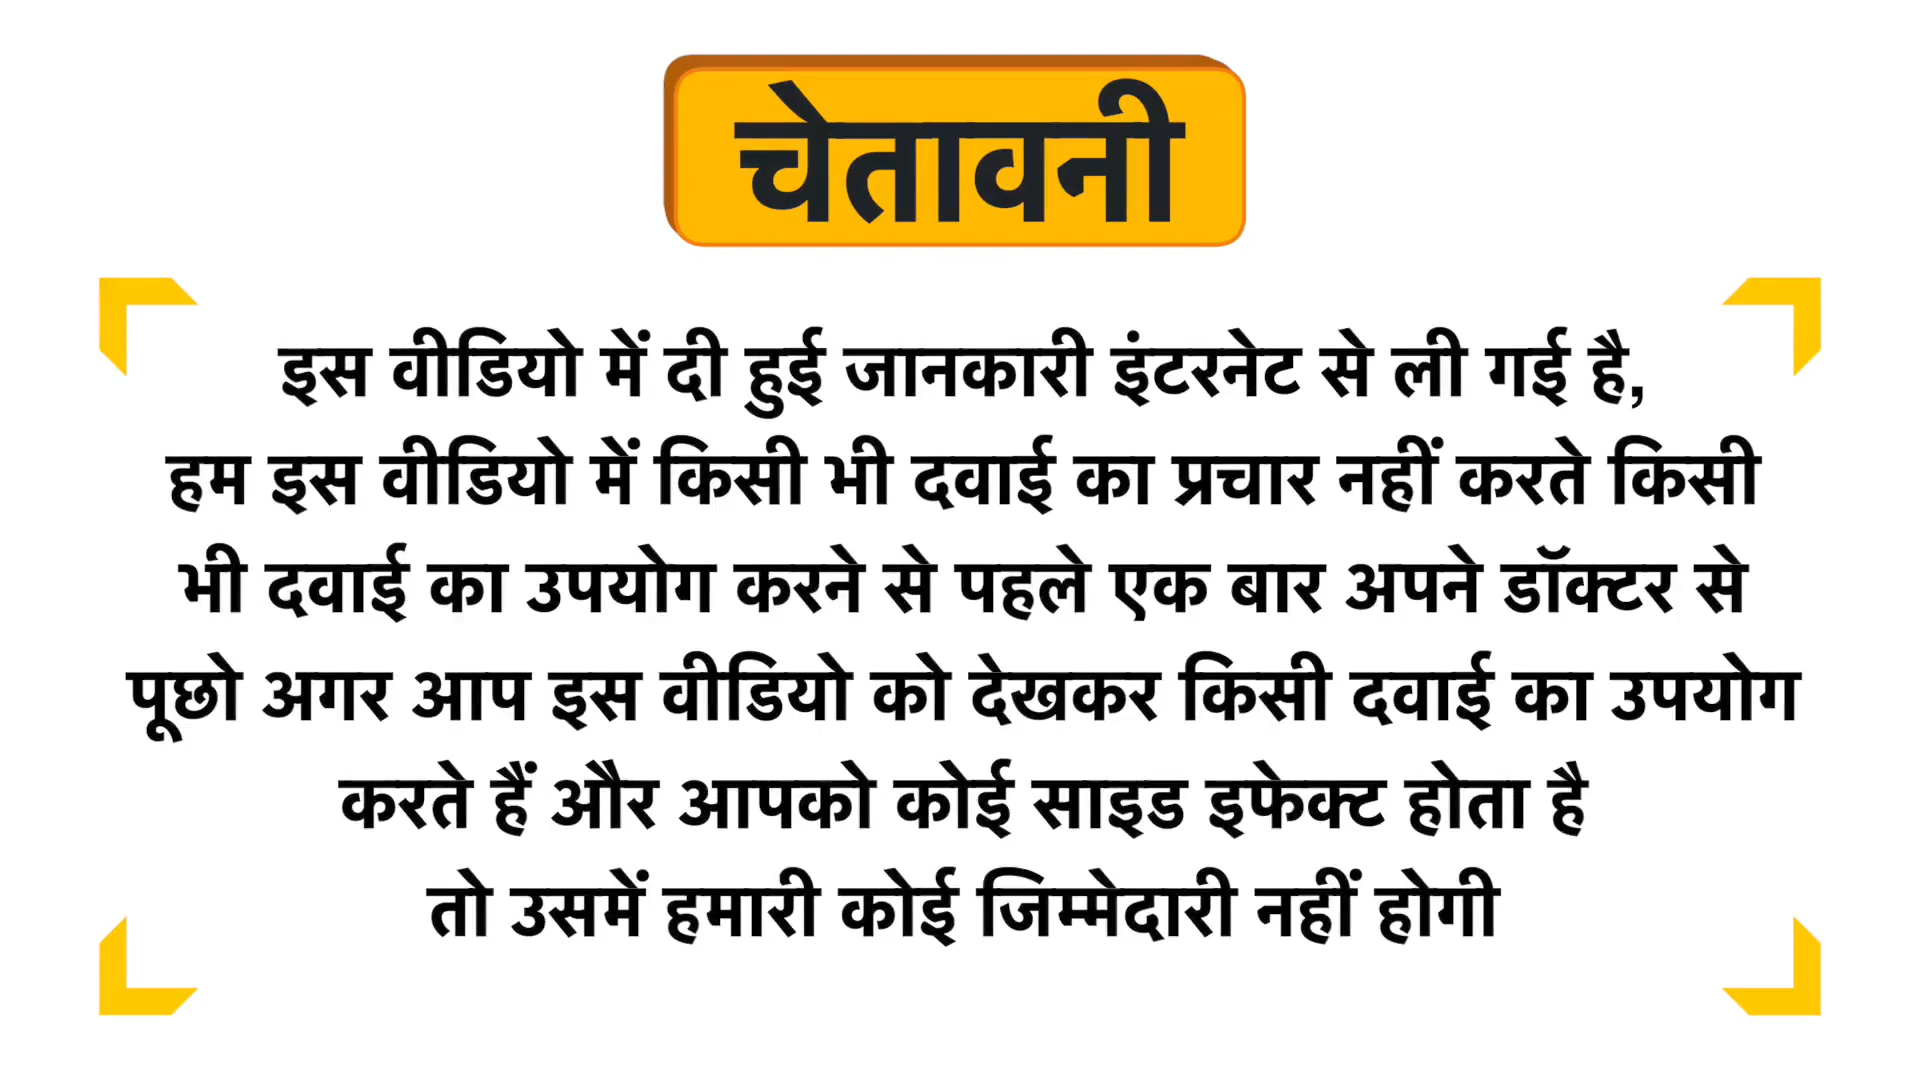 चेतावनी
इस वीडियो में दी हुई जानकारी इंटरनेट से ली गई है,
हम इस वीडियो में किसी भी दवाई का प्रचार नहीं करते किसी
भी दवाई का उपयोग करने से पहले एक बार अपने डॉक्टर से
पूछो अगर आप इस वीडियो को देखकर किसी दवाई का उपयोग
करते हैं और आपको कोई साइड इफेक्ट होता है
तो उसमें हमारी कोई जिम्मेदारी नहीं होगी